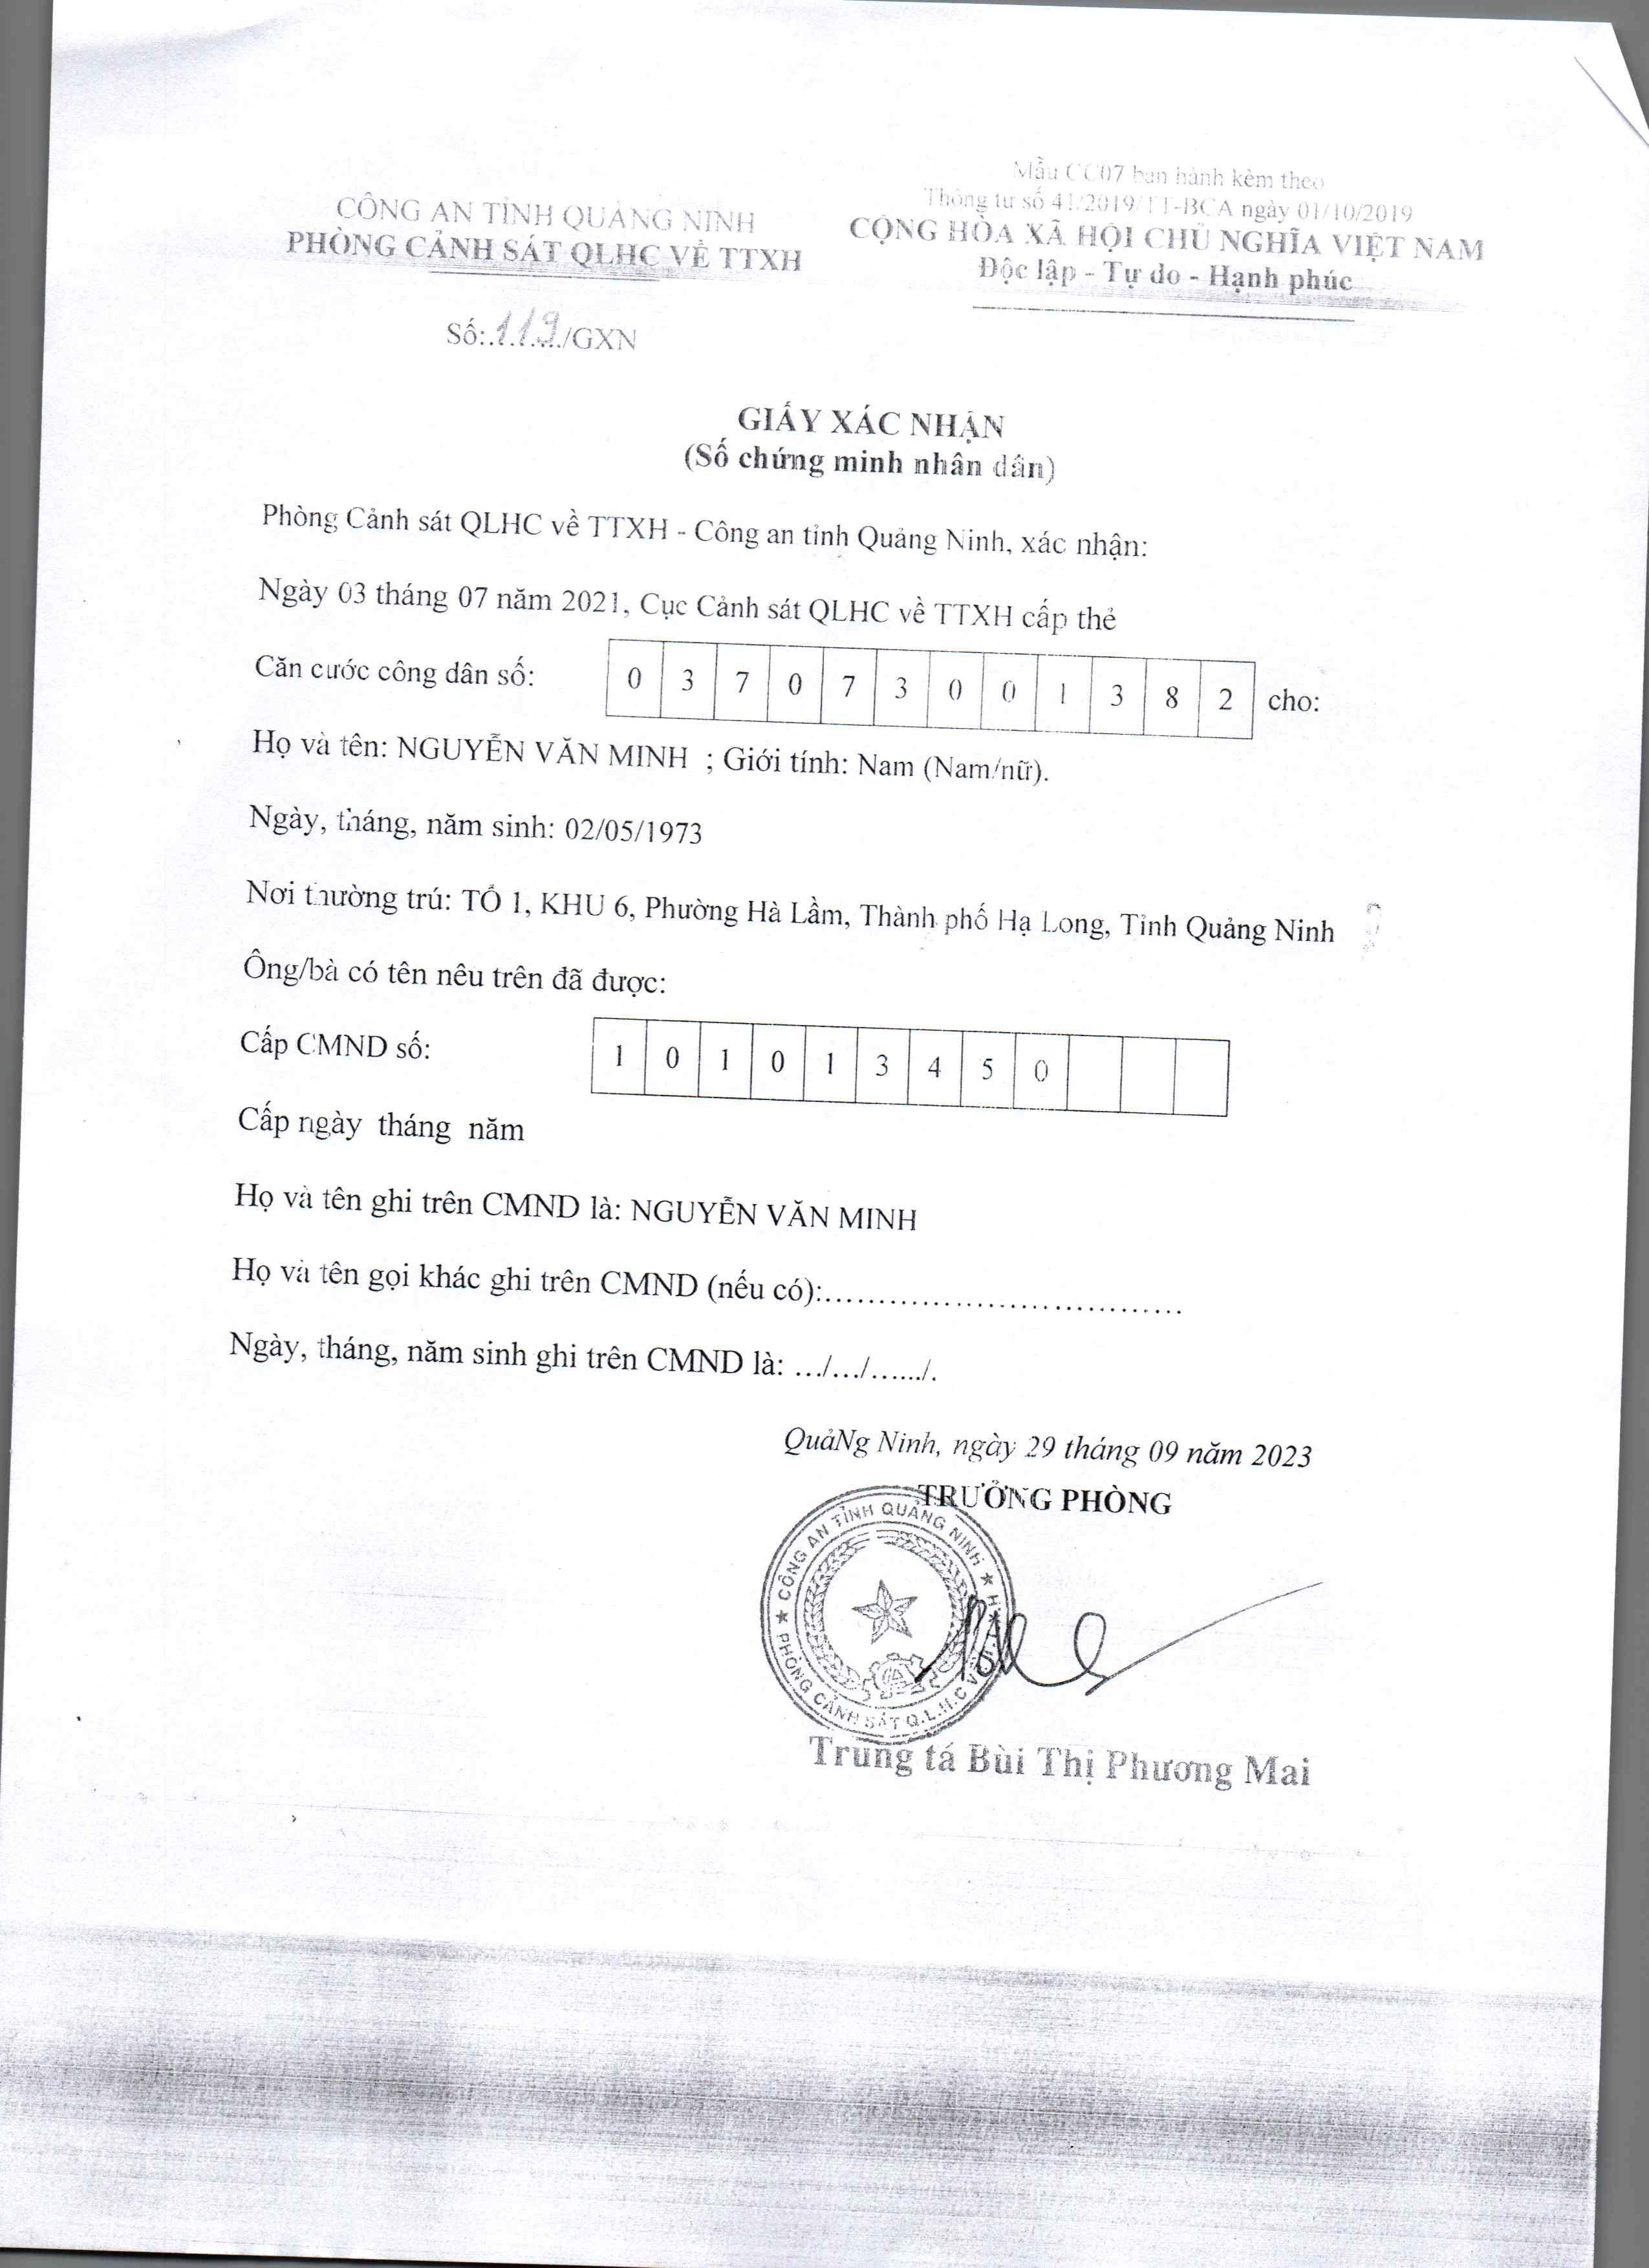 Mẫu CC07 ban hành kèm theo
Thông tư số 41/2019/TT-BCA ngày 01/10/2019
CÔNG AN TỈNH QUẢNG NINH
PHÒNG CẢNH SÁT QLHC VỀ TTXH
CỘNG HÒA XÃ HỘI CHỦ NGHĨA VIỆT NAM
Độc lập - Tự do - Hạnh phúc
Số:.119./GXN
GIẤY XÁC NHẬN
(Số chứng minh nhân dân)
Phòng Cảnh sát QLHC về TTXH - Công an tỉnh Quảng Ninh, xác nhận:
Ngày 03 tháng 07 năm 2021, Cục Cảnh sát QLHC về TTXH cấp thẻ
Căn cước công dân số: 0 3 7 0 7 3 0 0 1 3 8 2 cho:
Họ và tên: NGUYỄN VĂN MINH ; Giới tính: Nam (Nam/nữ).
Ngày, tháng, năm sinh: 02/05/1973
Nơi thường trú: TỔ 1, KHU 6, Phường Hà Lầm, Thành phố Hạ Long, Tỉnh Quảng Ninh
Ông/bà có tên nêu trên đã được:
Cấp CMND số: 1 0 1 0 1 3 4 5 0
Cấp ngày tháng năm
Họ và tên ghi trên CMND là: NGUYỄN VĂN MINH
Họ và tên gọi khác ghi trên CMND (nếu có):………………………………
Ngày, tháng, năm sinh ghi trên CMND là: …/…/……/.
QuảNg Ninh, ngày 29 tháng 09 năm 2023
TRƯỞNG PHÒNG
★ CÔNG AN TỈNH QUẢNG NINH ★
PHÒNG CẢNH SÁT Q.L.H.C
Trung tá Bùi Thị Phương Mai